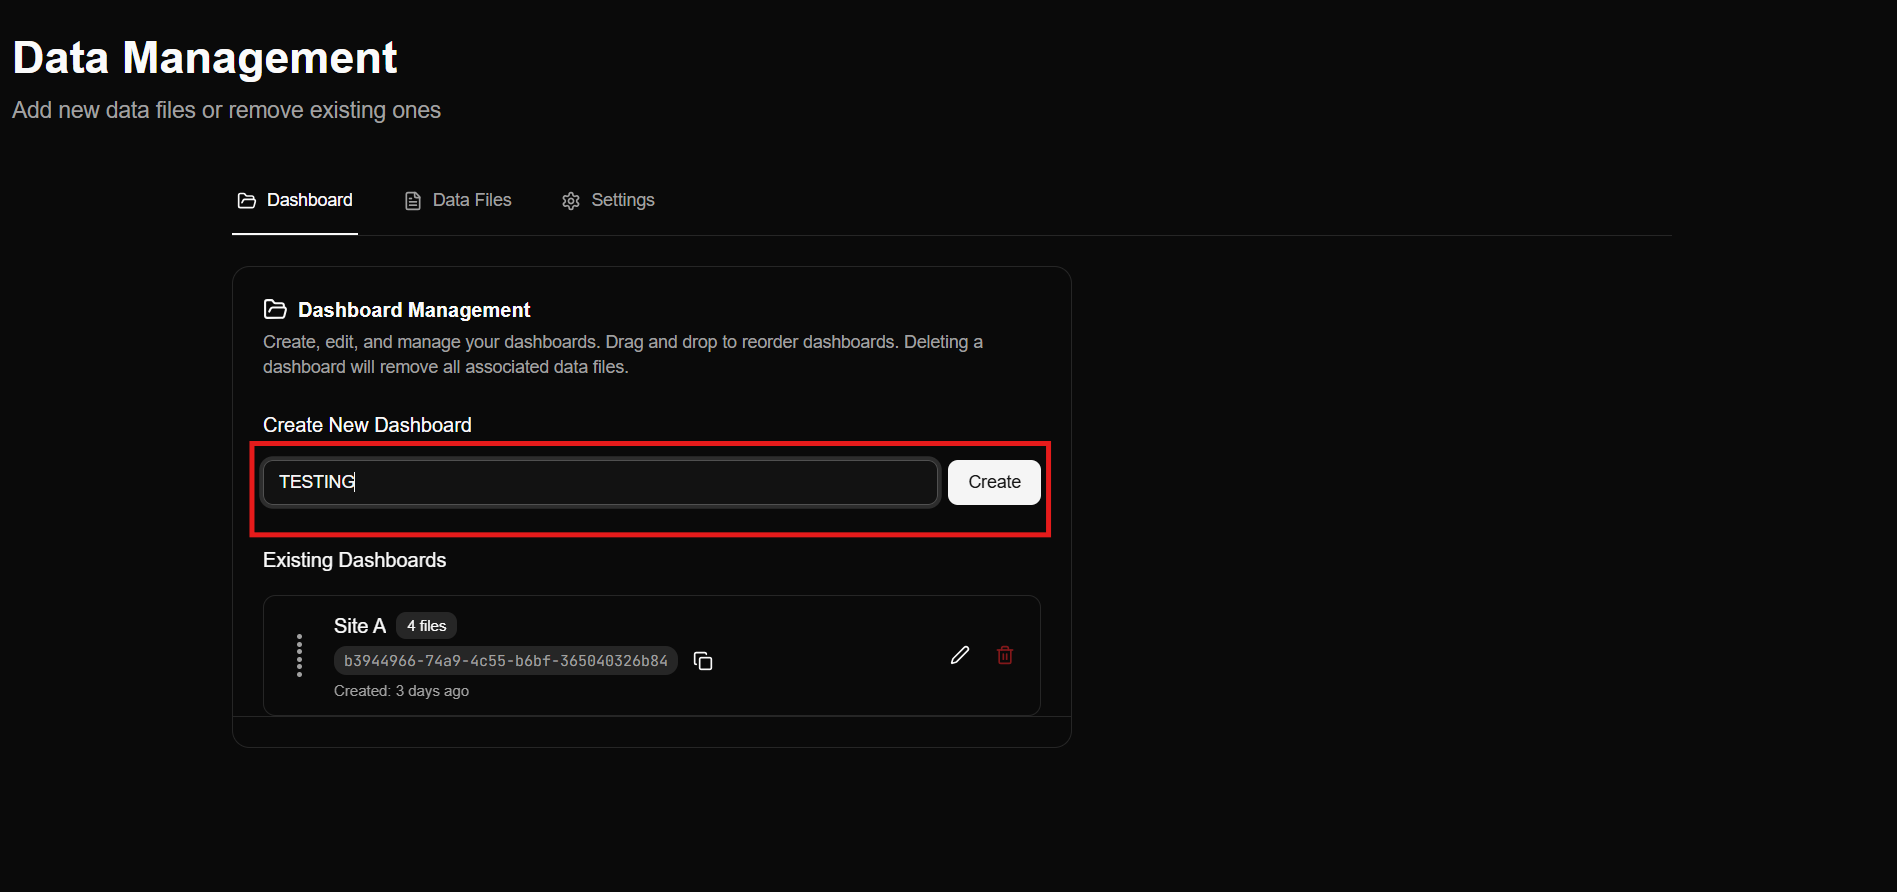 Data Management
Add new data files or remove existing ones
Dashboard
Data Files
Settings
Dashboard Management
Create, edit, and manage your dashboards. Drag and drop to reorder dashboards. Deleting a
dashboard will remove all associated data files.
Create New Dashboard
TESTING
Create
Existing Dashboards
Site A
4 files
b3944966-74a9-4c55-b6bf-365040326b84
Created: 3 days ago